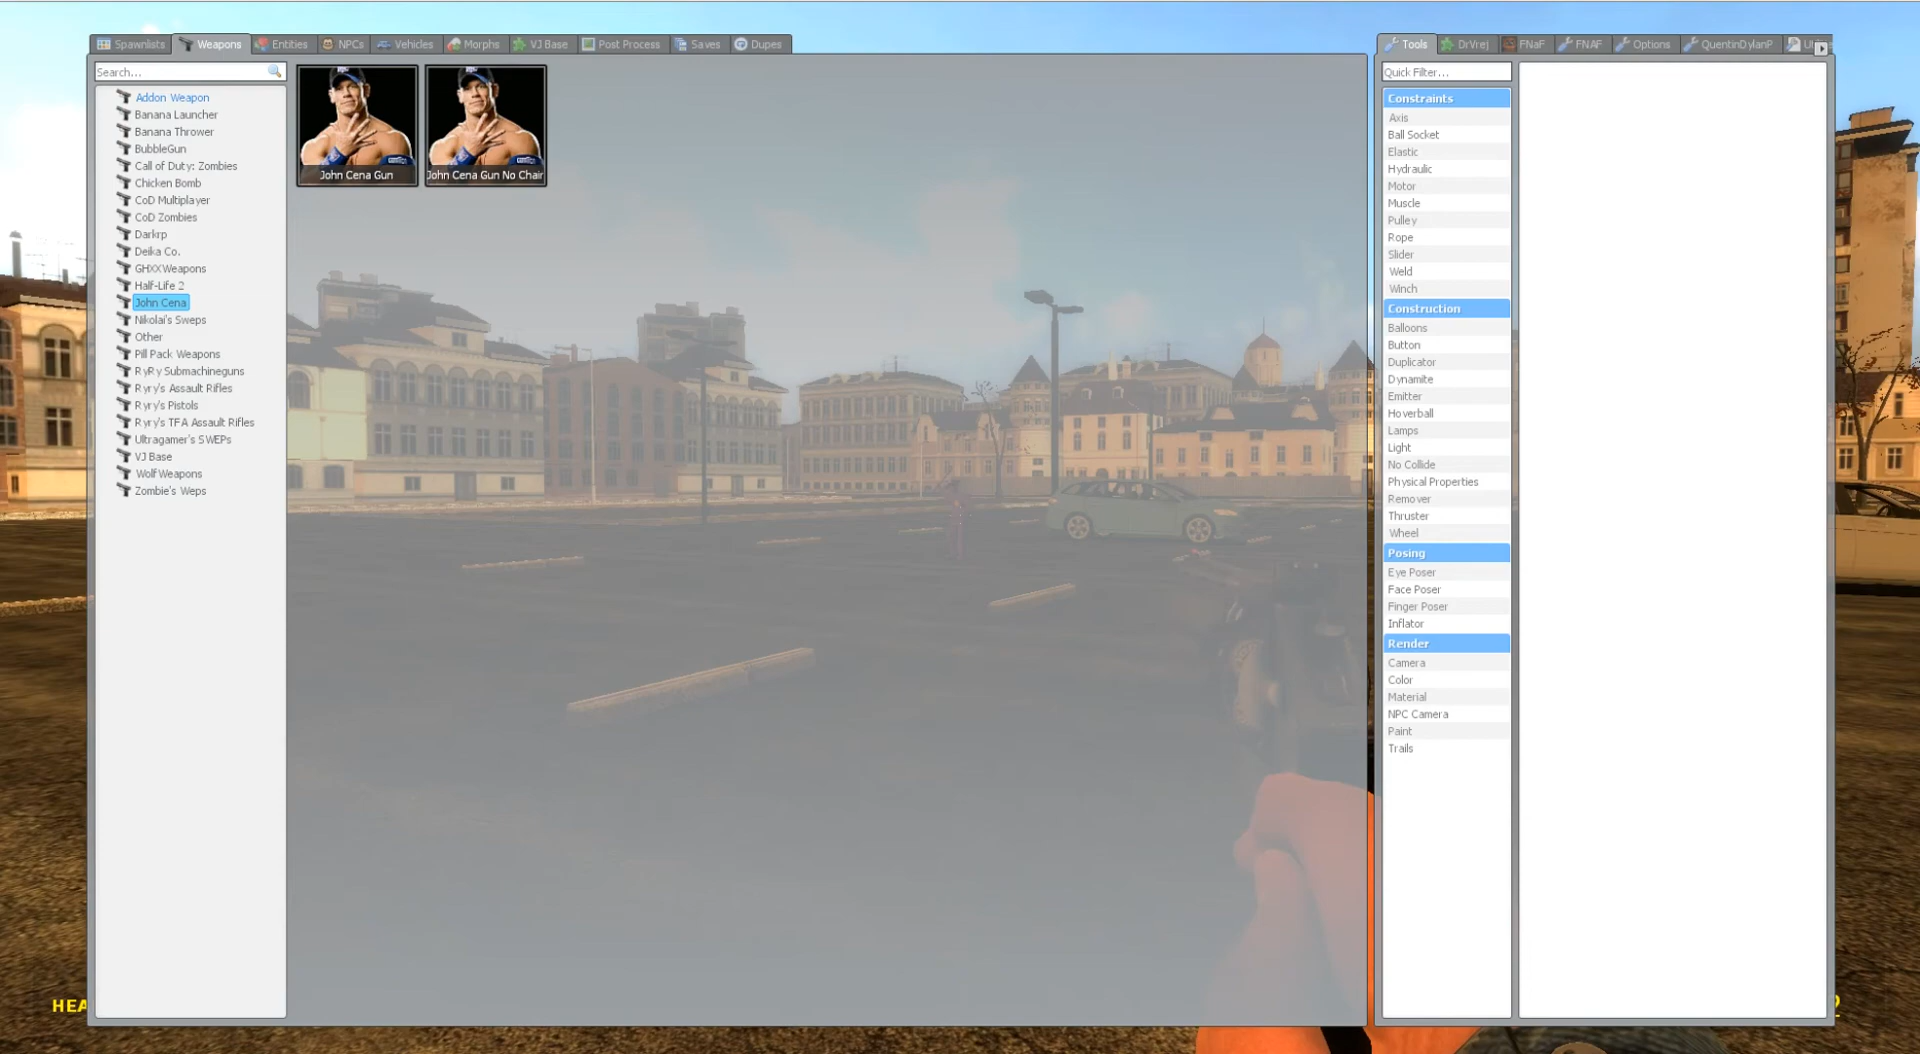 Spawnlists Weapons Entities NPCs Vehicles Morphs VJ Base Post Process Saves Dupes
Search...
Addon Weapon
Banana Launcher
Banana Thrower
BubbleGun
Call of Duty: Zombies
Chicken Bomb
CoD Multiplayer
CoD Zombies
Darkrp
Deika Co.
GHXXWeapons
Half-Life 2
John Cena
Nikolai's Sweps
Other
Pill Pack Weapons
RyRy Submachineguns
Ryry's Assault Rifles
Ryry's Pistols
Ryry's TFA Assault Rifles
Ultragamer's SWEPs
VJ Base
WolfWeapons
Zombie's Weps
John Cena Gun
John Cena Gun No Chair
Tools DrVrej FNaF FNAF Options QuentinDylanP
Quick Filter...
Constraints
Axis
Ball Socket
Elastic
Hydraulic
Motor
Muscle
Pulley
Rope
Slider
Weld
Winch
Construction
Balloons
Button
Duplicator
Dynamite
Emitter
Hoverball
Lamps
Light
No Collide
Physical Properties
Remover
Thruster
Wheel
Posing
Eye Poser
Face Poser
Finger Poser
Inflator
Render
Camera
Color
Material
NPC Camera
Paint
Trails
HEA